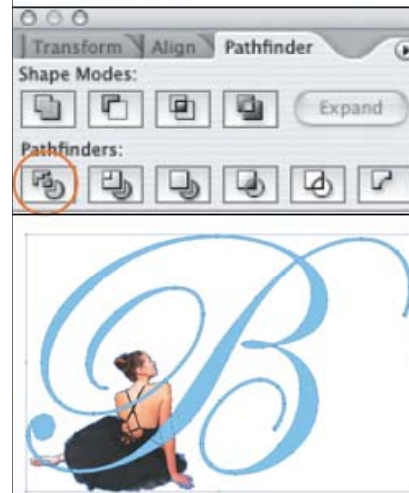 Transform Align Pathfinder
Shape Modes:
Expand
Pathfinders:
B